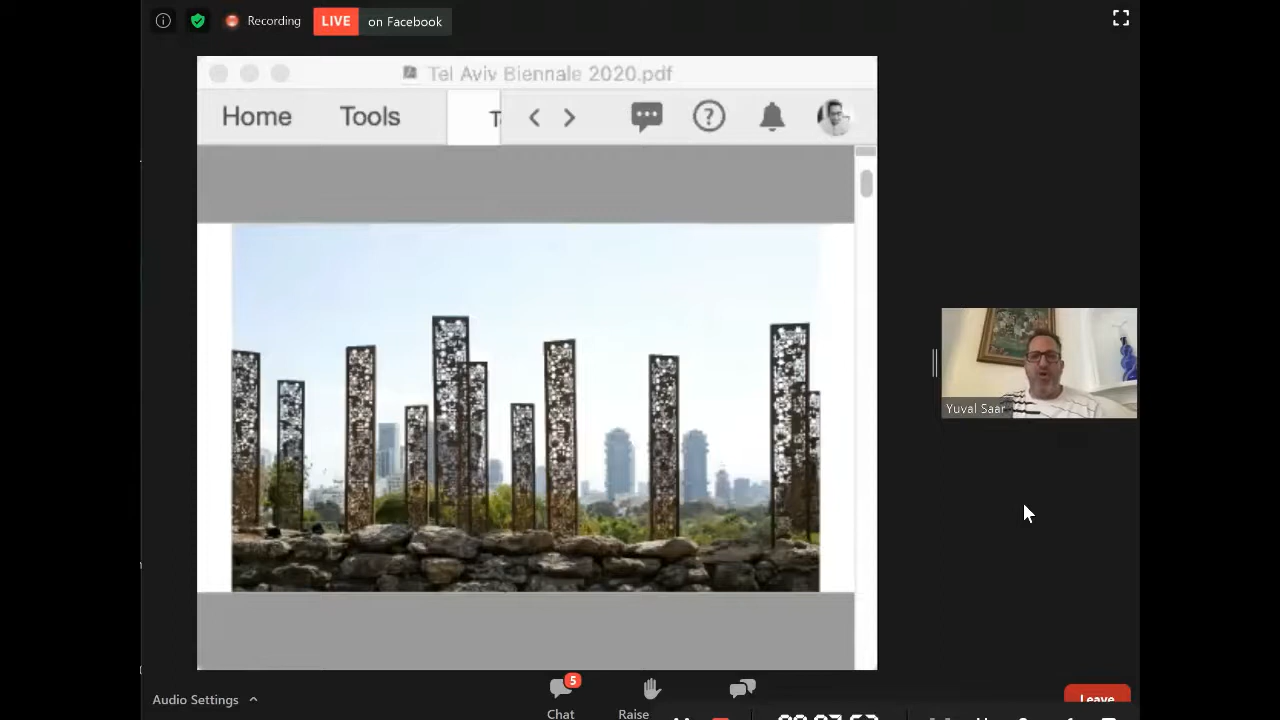 Recording
LIVE
on Facebook
Tel Aviv Biennale 2020.pdf
Home
Tools
Yuval Saar
Audio Settings
5
Chat
Raise
Leave